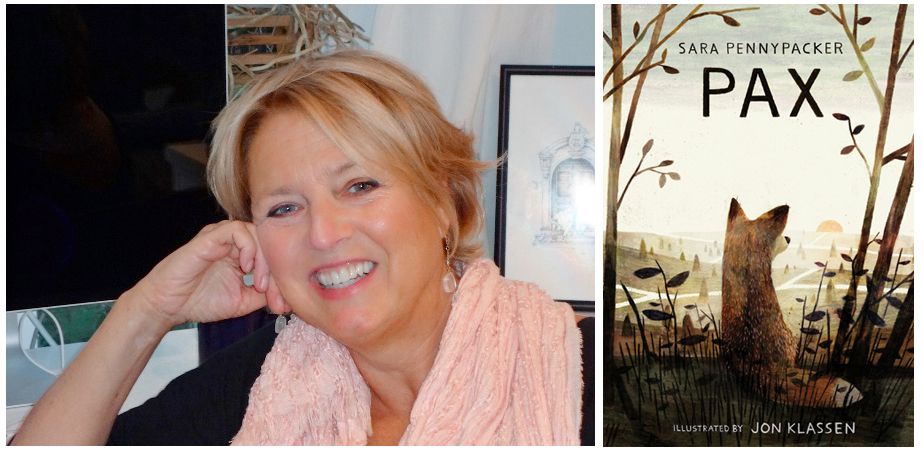 SARA PENNYPACKER
PAX
ILLUSTRATED BY JON KLASSEN